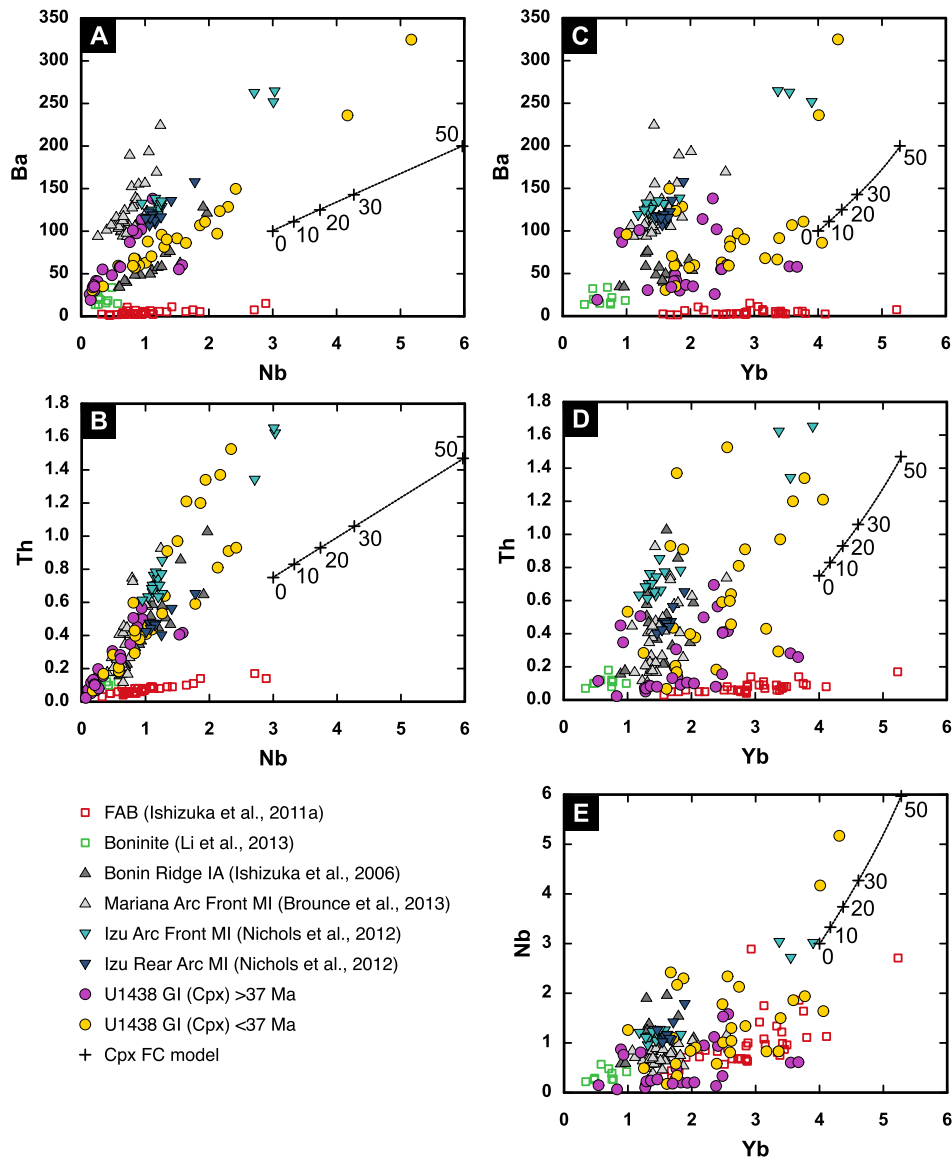 A
350
300
250
200
150
100
50
0
Ba
0 1 2 3 4 5 6
Nb
0
10
20
30
50
C
350
300
250
200
150
100
50
0
Ba
0 1 2 3 4 5 6
Yb
0
10
20
30
50
B
1.8
1.6
1.4
1.2
1.0
0.8
0.6
0.4
0.2
0.0
Th
0 1 2 3 4 5 6
Nb
0
10
20
30
50
D
1.8
1.6
1.4
1.2
1.0
0.8
0.6
0.4
0.2
0.0
Th
0 1 2 3 4 5 6
Yb
0
10
20
30
50
FAB (Ishizuka et al., 2011a)
Boninite (Li et al., 2013)
Bonin Ridge IA (Ishizuka et al., 2006)
Mariana Arc Front MI (Brounce et al., 2013)
Izu Arc Front MI (Nichols et al., 2012)
Izu Rear Arc MI (Nichols et al., 2012)
U1438 GI (Cpx) >37 Ma
U1438 GI (Cpx) <37 Ma
Cpx FC model
E
6
5
4
3
2
1
0
Nb
0 1 2 3 4 5 6
Yb
0
10
20
30
50